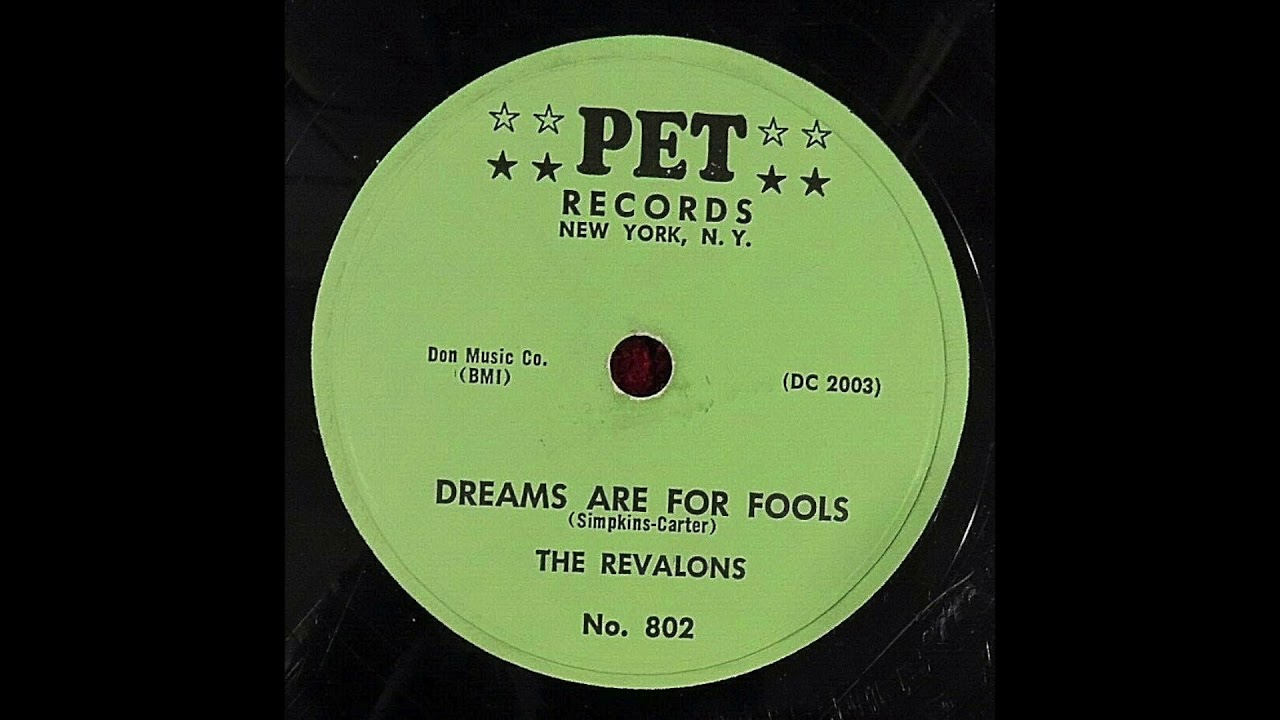 PET
RECORDS
NEW YORK, N.Y.
Don Music Co.
(BMI)
(DC 2003)
DREAMS ARE FOR FOOLS
(Simpkins-Carter)
THE REVALONS
No. 802